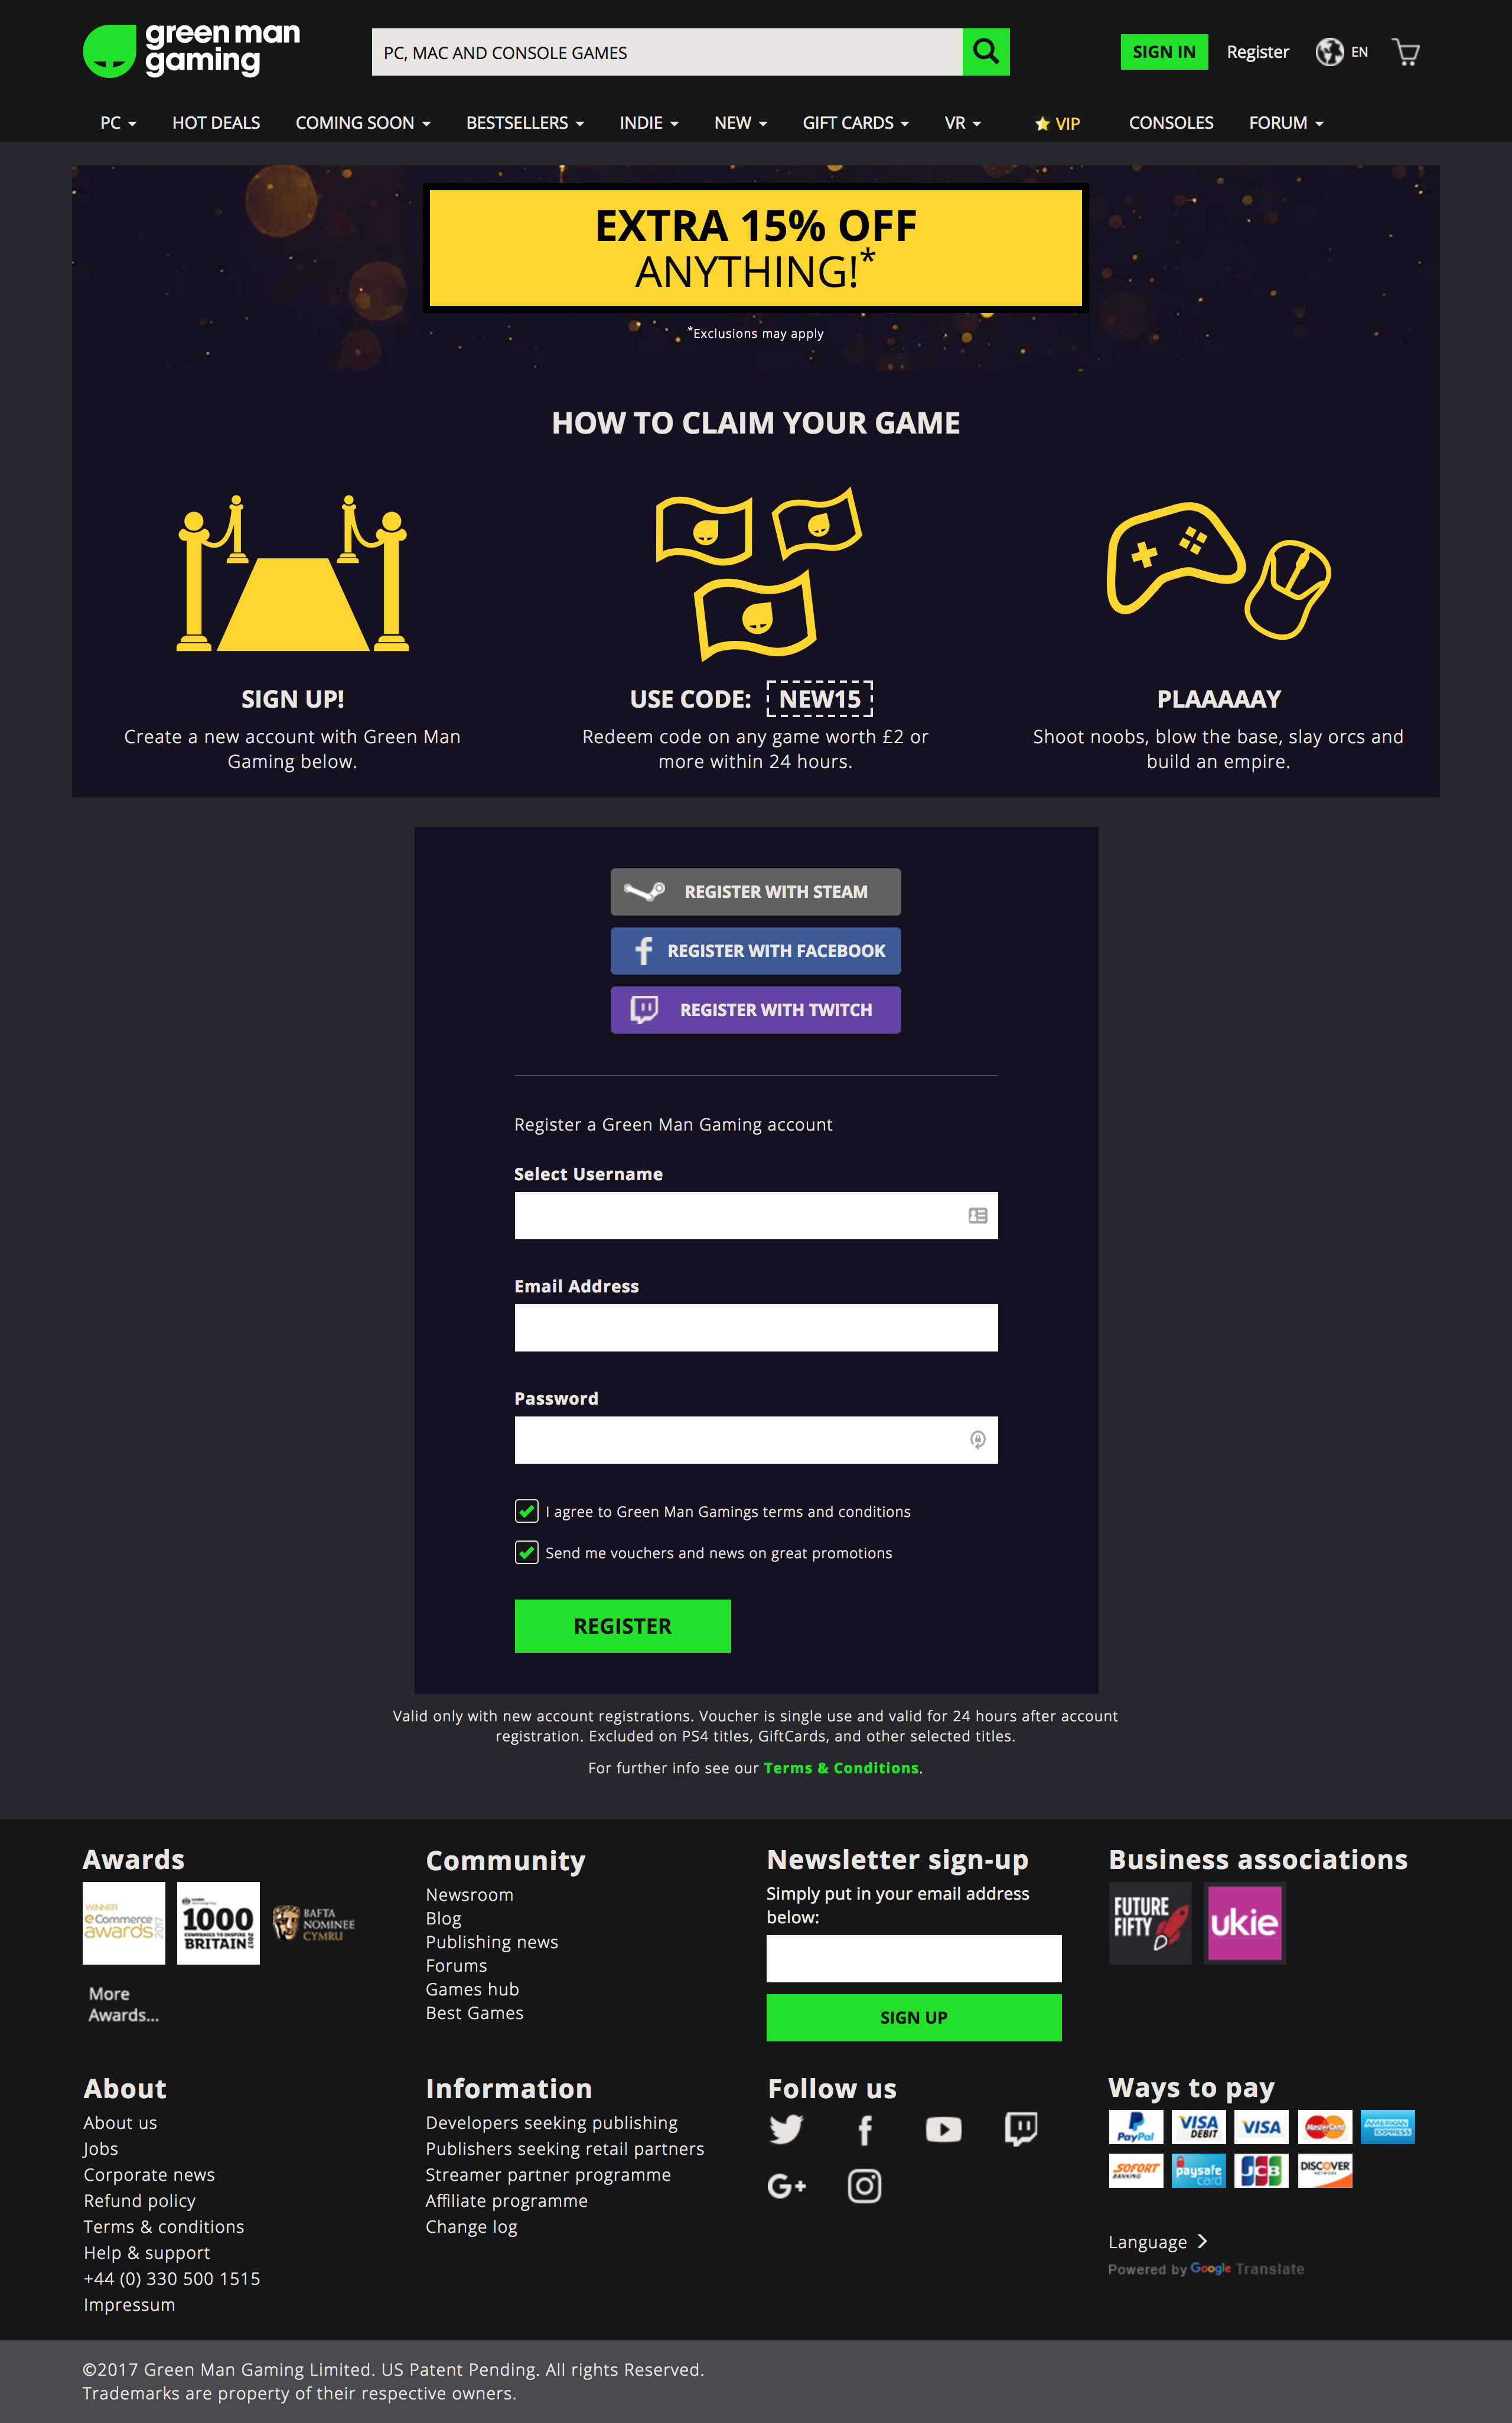 green man
gaming
PC, MAC AND CONSOLE GAMES
SIGN IN
Register
EN
PC
HOT DEALS
COMING SOON
BESTSELLERS
INDIE
NEW
GIFT CARDS
VR
VIP
CONSOLES
FORUM
EXTRA 15% OFF
ANYTHING!*
*Exclusions may apply
HOW TO CLAIM YOUR GAME
SIGN UP!
Create a new account with Green Man
Gaming below.
USE CODE: NEW15
Redeem code on any game worth £2 or
more within 24 hours.
PLAAAAAY
Shoot noobs, blow the base, slay orcs and
build an empire.
REGISTER WITH STEAM
REGISTER WITH FACEBOOK
REGISTER WITH TWITCH
Register a Green Man Gaming account
Select Username
Email Address
Password
I agree to Green Man Gamings terms and conditions
Send me vouchers and news on great promotions
REGISTER
Valid only with new account registrations. Voucher is single use and valid for 24 hours after account
registration. Excluded on PS4 titles, GiftCards, and other selected titles.
For further info see our Terms & Conditions.
Awards
WINNER
eCommerce
awards 2017
1000
COMPANIES TO INSPIRE
BRITAIN 2017
BAFTA
NOMINEE
CYMRU
More
Awards...
Community
Newsroom
Blog
Publishing news
Forums
Games hub
Best Games
Newsletter sign-up
Simply put in your email address
below:
SIGN UP
Business associations
FUTURE
FIFTY
ukie
About
About us
Jobs
Corporate news
Refund policy
Terms & conditions
Help & support
+44 (0) 330 500 1515
Impressum
Information
Developers seeking publishing
Publishers seeking retail partners
Streamer partner programme
Affiliate programme
Change log
Follow us
G+
Ways to pay
PayPal
VISA
DEBIT
VISA
MasterCard
AMERICAN
EXPRESS
SOFORT
BANKING
paysafe
card
JCB
DISCOVER
NETWORK
Language
Powered by Google Translate
©2017 Green Man Gaming Limited. US Patent Pending. All rights Reserved.
Trademarks are property of their respective owners.